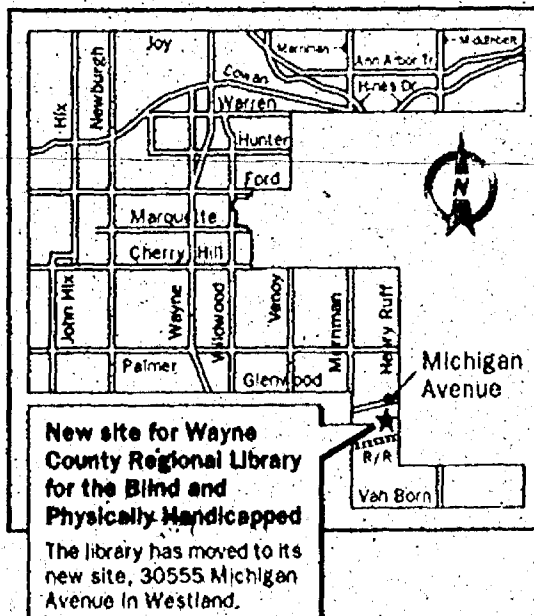 Joy
Merriman
Middlebelt
Ann Arbor Tr.
Hines Dr.
Cowan
Hix
Newburgh
Warren
Hunter
Ford
N
Marquette
Cherry Hill
John Hix
Wayne
Wildwood
Venoy
Merriman
Henry Ruff
Palmer
Glenwood
Michigan
Avenue
R/R
Van Born
New site for Wayne
County Regional Library
for the Blind and
Physically Handicapped
The library has moved to its
new site, 30555 Michigan
Avenue in Westland.